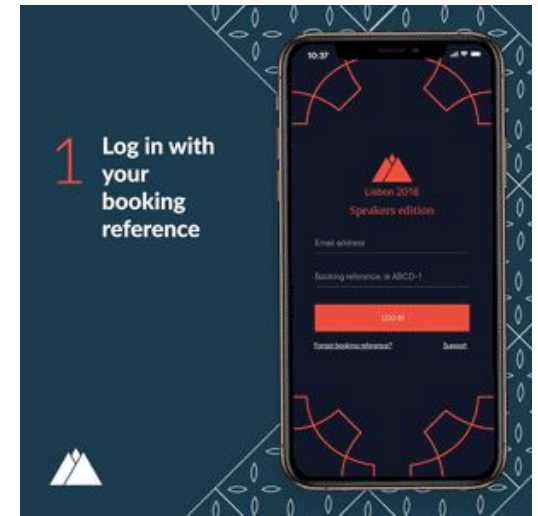 1
Log in with
your
booking
reference
10:37
Lisbon 2018
Speakers edition
Email address
Booking reference, ie ABCD-1
LOG IN
Forgot booking reference? Support